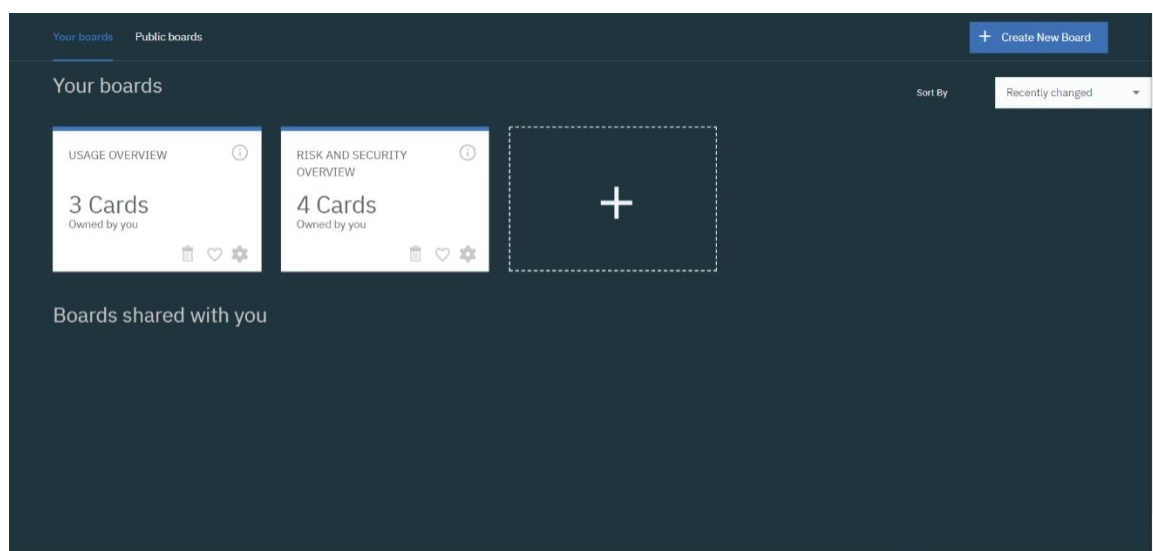 Your boards Public boards
+ Create New Board
Your boards
Sort By Recently changed
USAGE OVERVIEW
3 Cards
Owned by you
RISK AND SECURITY
OVERVIEW
4 Cards
Owned by you
Boards shared with you